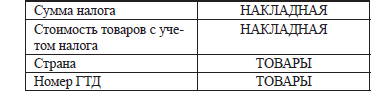 Сумма налога НАКЛАДНАЯ
Стоимость товаров с уче- НАКЛАДНАЯ
том налога
Страна ТОВАРЫ
Номер ГТД ТОВАРЫ